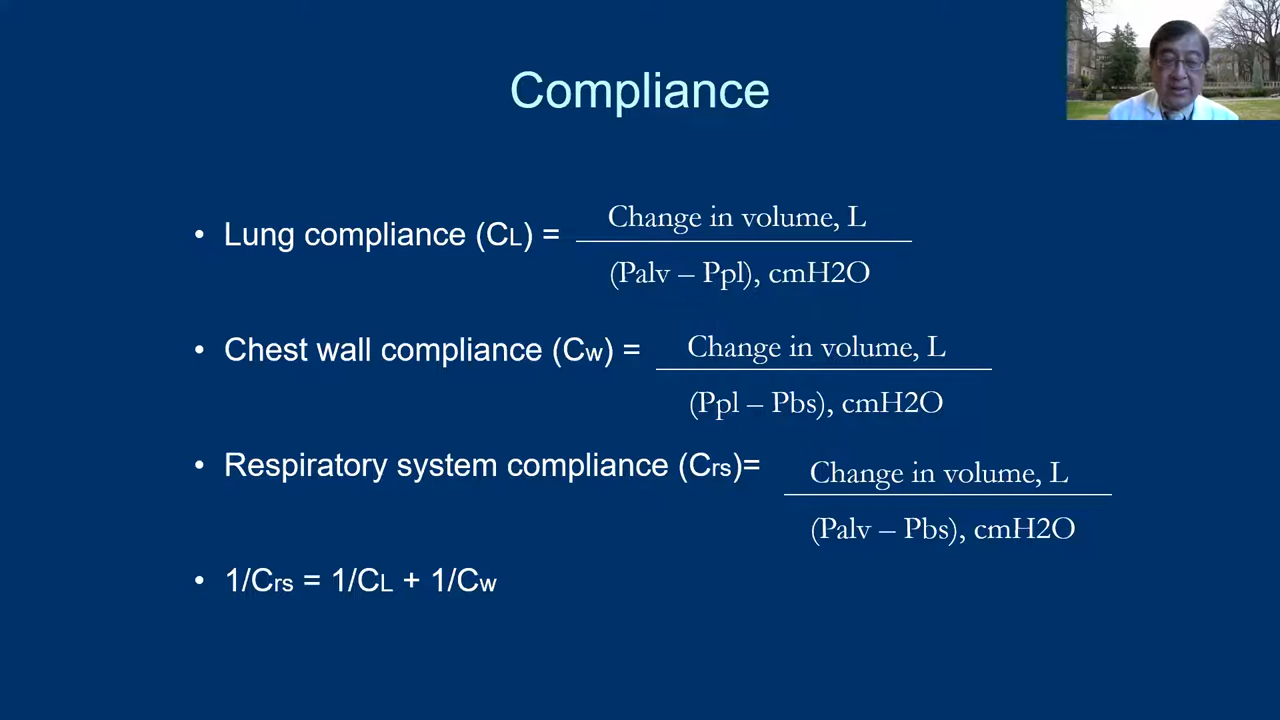 Compliance
• Lung compliance (CL) = Change in volume, L
(Palv – Ppl), cmH2O
• Chest wall compliance (Cw) = Change in volume, L
(Ppl – Pbs), cmH2O
• Respiratory system compliance (Crs)= Change in volume, L
(Palv – Pbs), cmH2O
• 1/Crs = 1/CL + 1/Cw